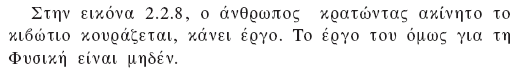 Στην εικόνα 2.2.8, ο άνθρωπος κρατώντας ακίνητο το
κιβώτιο κουράζεται, κάνει έργο. Το έργο του όμως για τη
Φυσική είναι μηδέν.